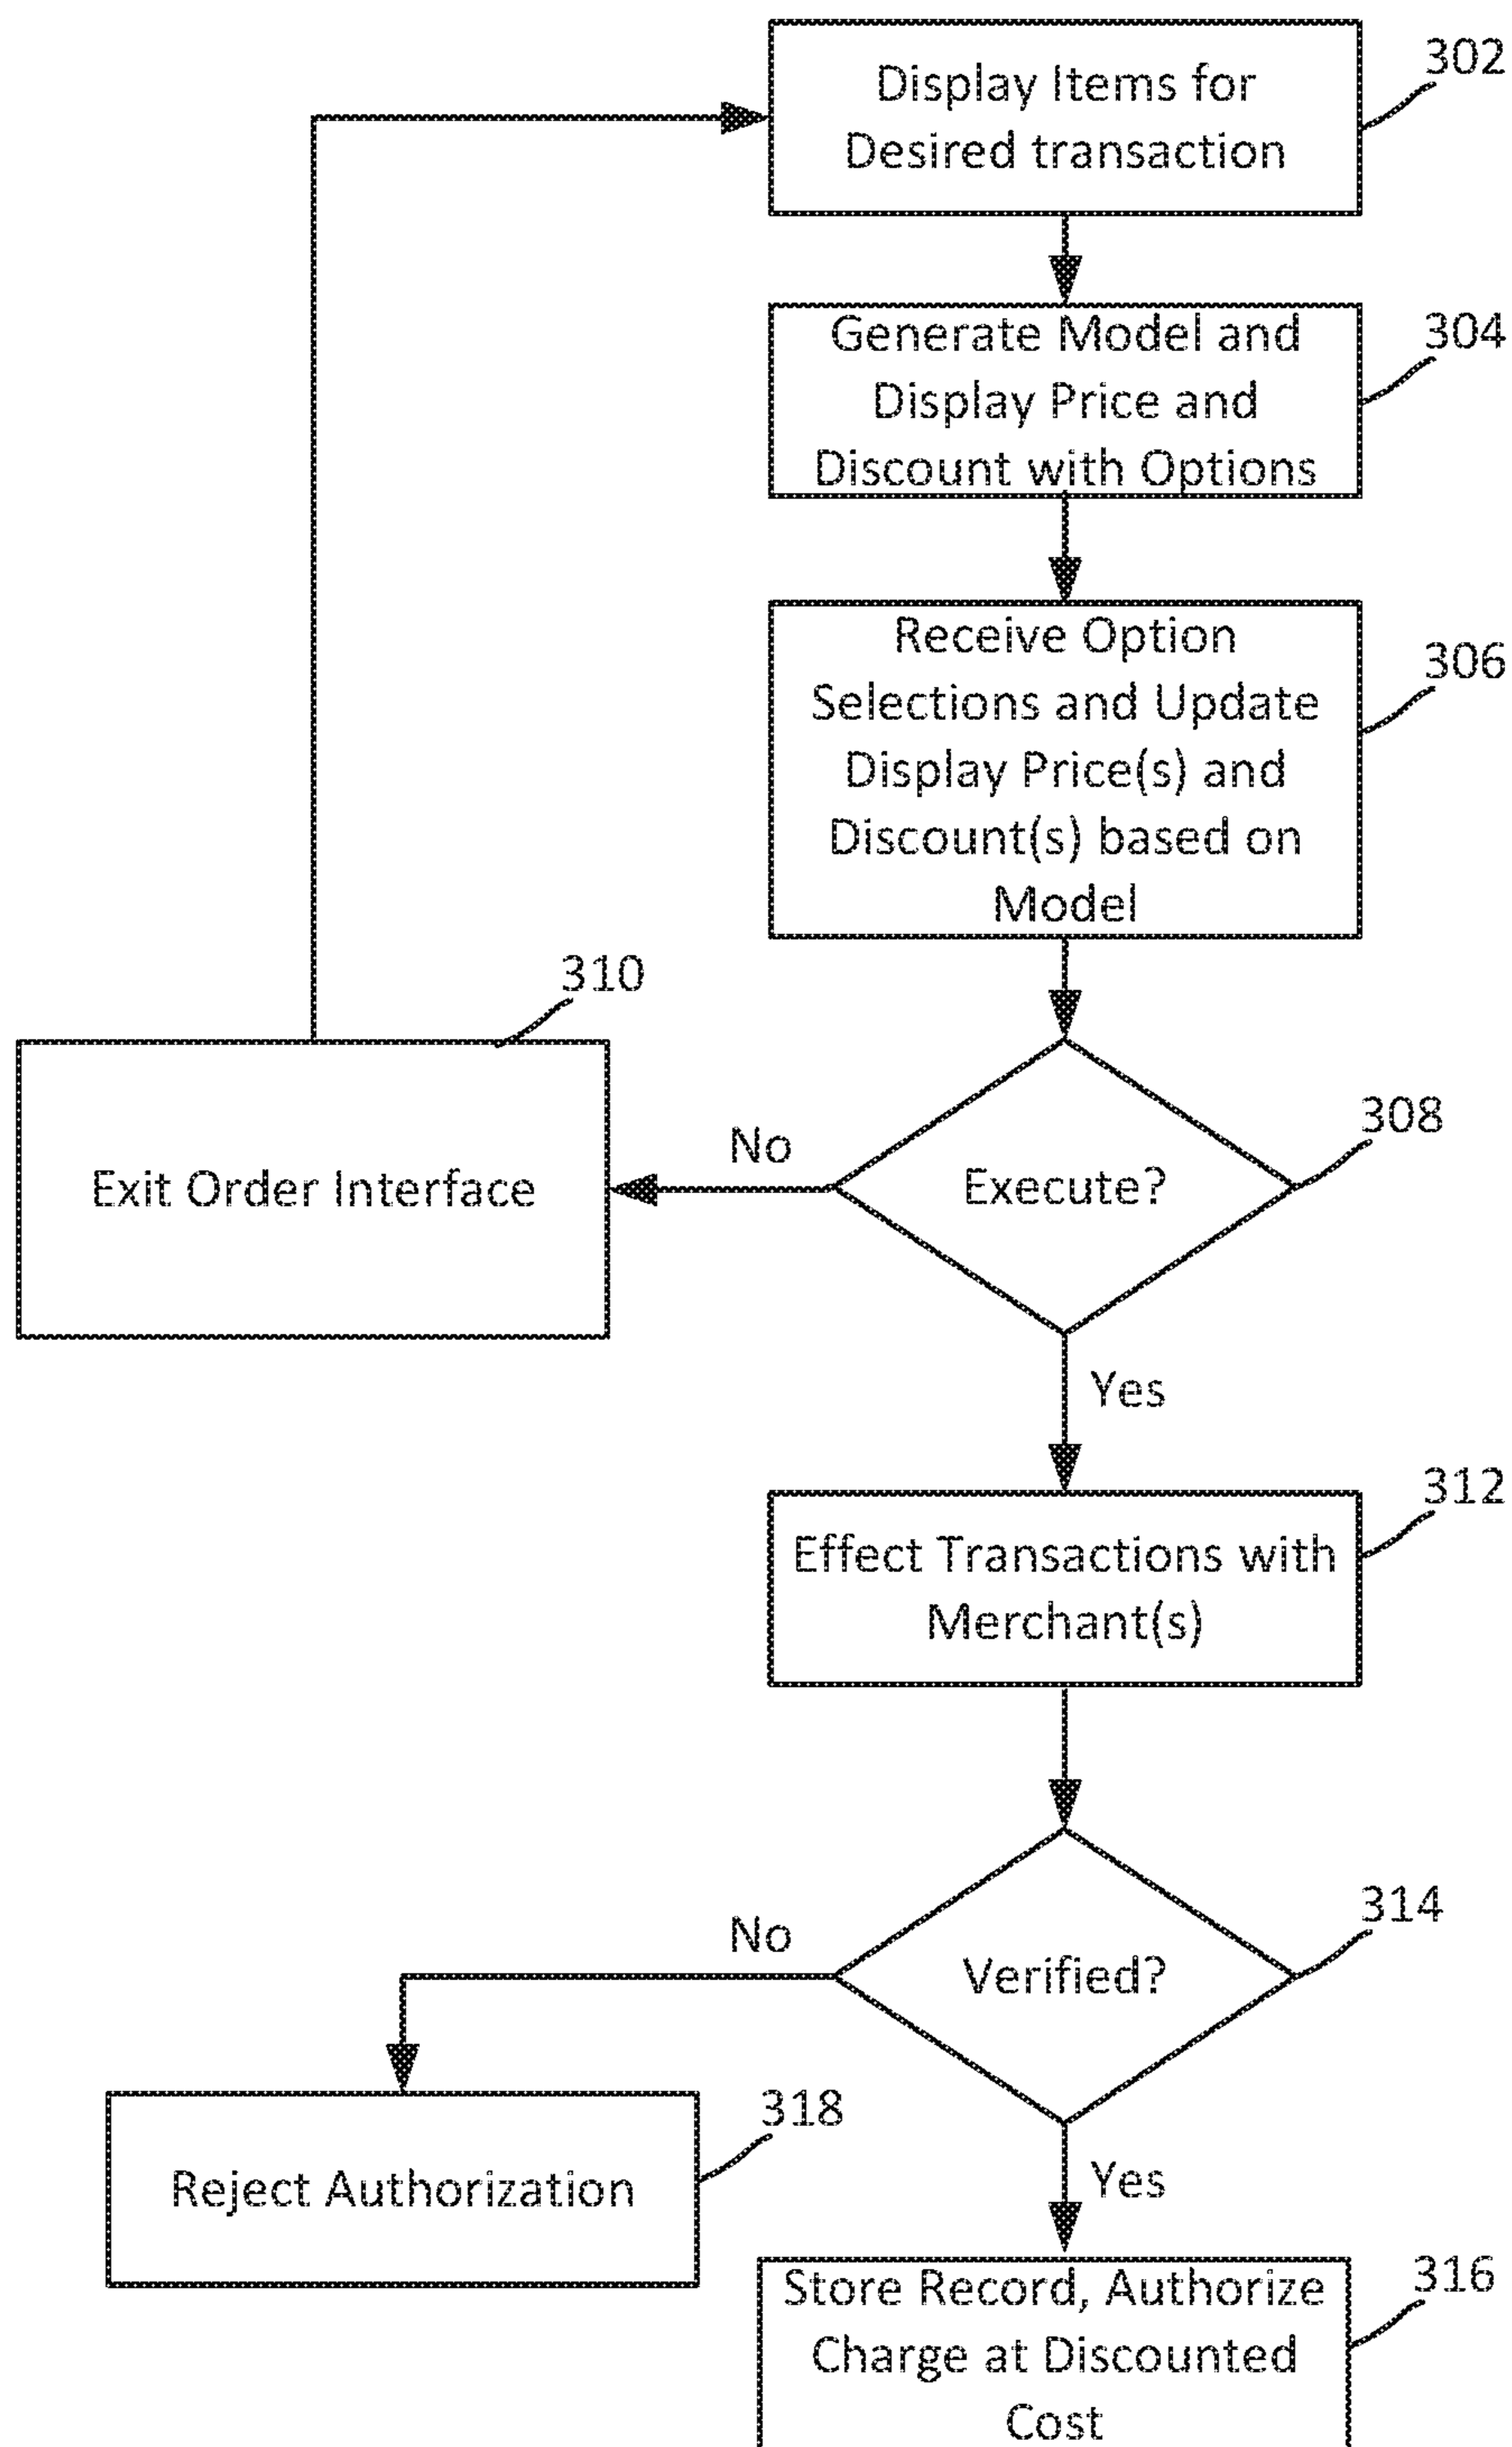 302
Display Items for
Desired transaction
304
Generate Model and
Display Price and
Discount with Options
306
Receive Option
Selections and Update
Display Price(s) and
Discount(s) based on
Model
310
308
No
Exit Order Interface
Execute?
Yes
312
Effect Transactions with
Merchant(s)
314
No
Verified?
318
Yes
Reject Authorization
316
Store Record, Authorize
Charge at Discounted
Cost